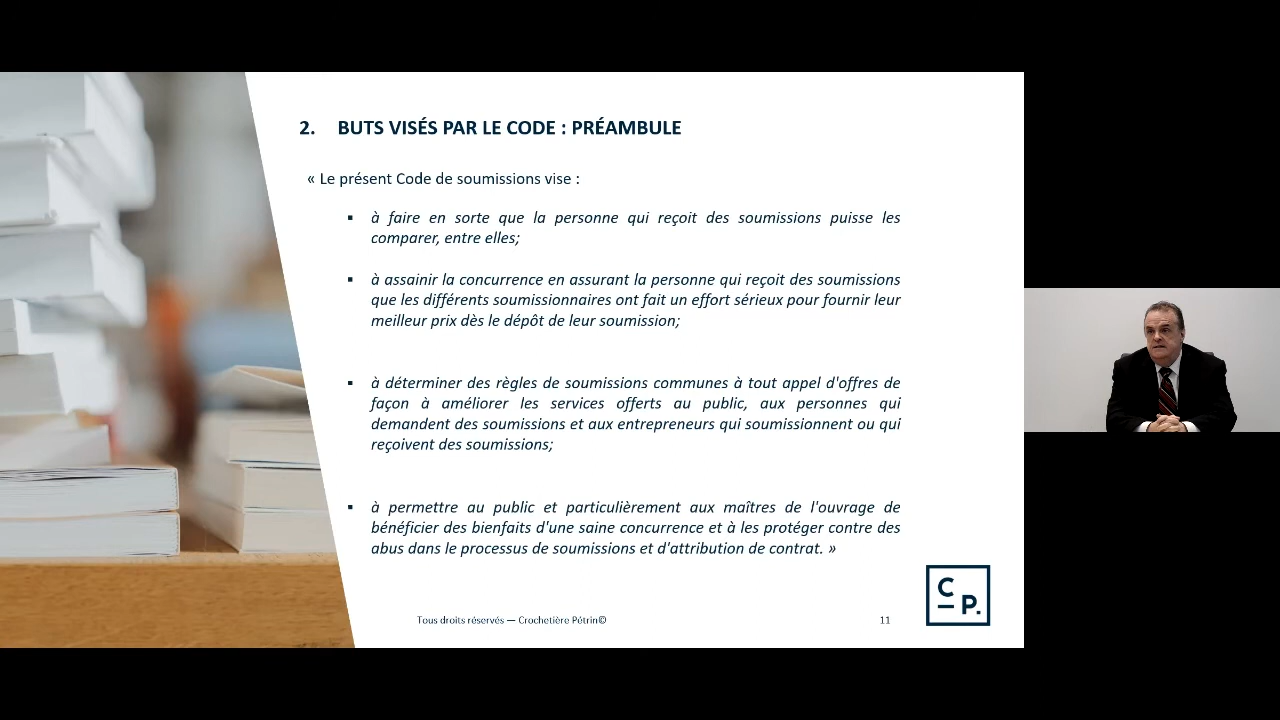 2. BUTS VISÉS PAR LE CODE : PRÉAMBULE
« Le présent Code de soumissions vise :
▪ à faire en sorte que la personne qui reçoit des soumissions puisse les
comparer, entre elles;
▪ à assainir la concurrence en assurant la personne qui reçoit des soumissions
que les différents soumissionnaires ont fait un effort sérieux pour fournir leur
meilleur prix dès le dépôt de leur soumission;
▪ à déterminer des règles de soumissions communes à tout appel d'offres de
façon à améliorer les services offerts au public, aux personnes qui
demandent des soumissions et aux entrepreneurs qui soumissionnent ou qui
reçoivent des soumissions;
▪ à permettre au public et particulièrement aux maîtres de l'ouvrage de
bénéficier des bienfaits d'une saine concurrence et à les protéger contre des
abus dans le processus de soumissions et d'attribution de contrat. »
Tous droits réservés — Crochetière Pétrin©
11
C
P.